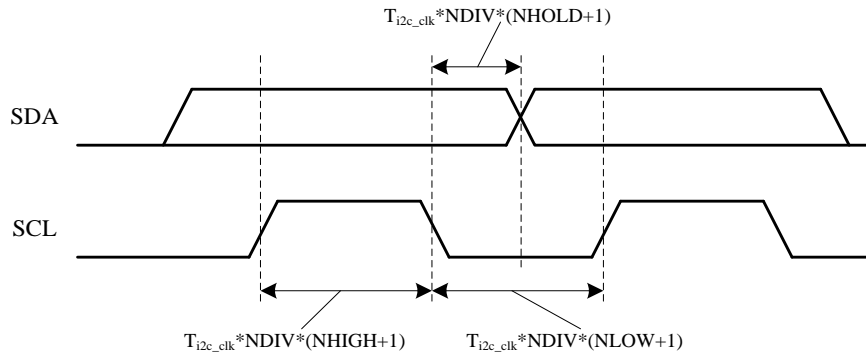 T_i2c_clk*NDIV*(NHOLD+1)
SDA
SCL
T_i2c_clk*NDIV*(NHIGH+1) T_i2c_clk*NDIV*(NLOW+1)